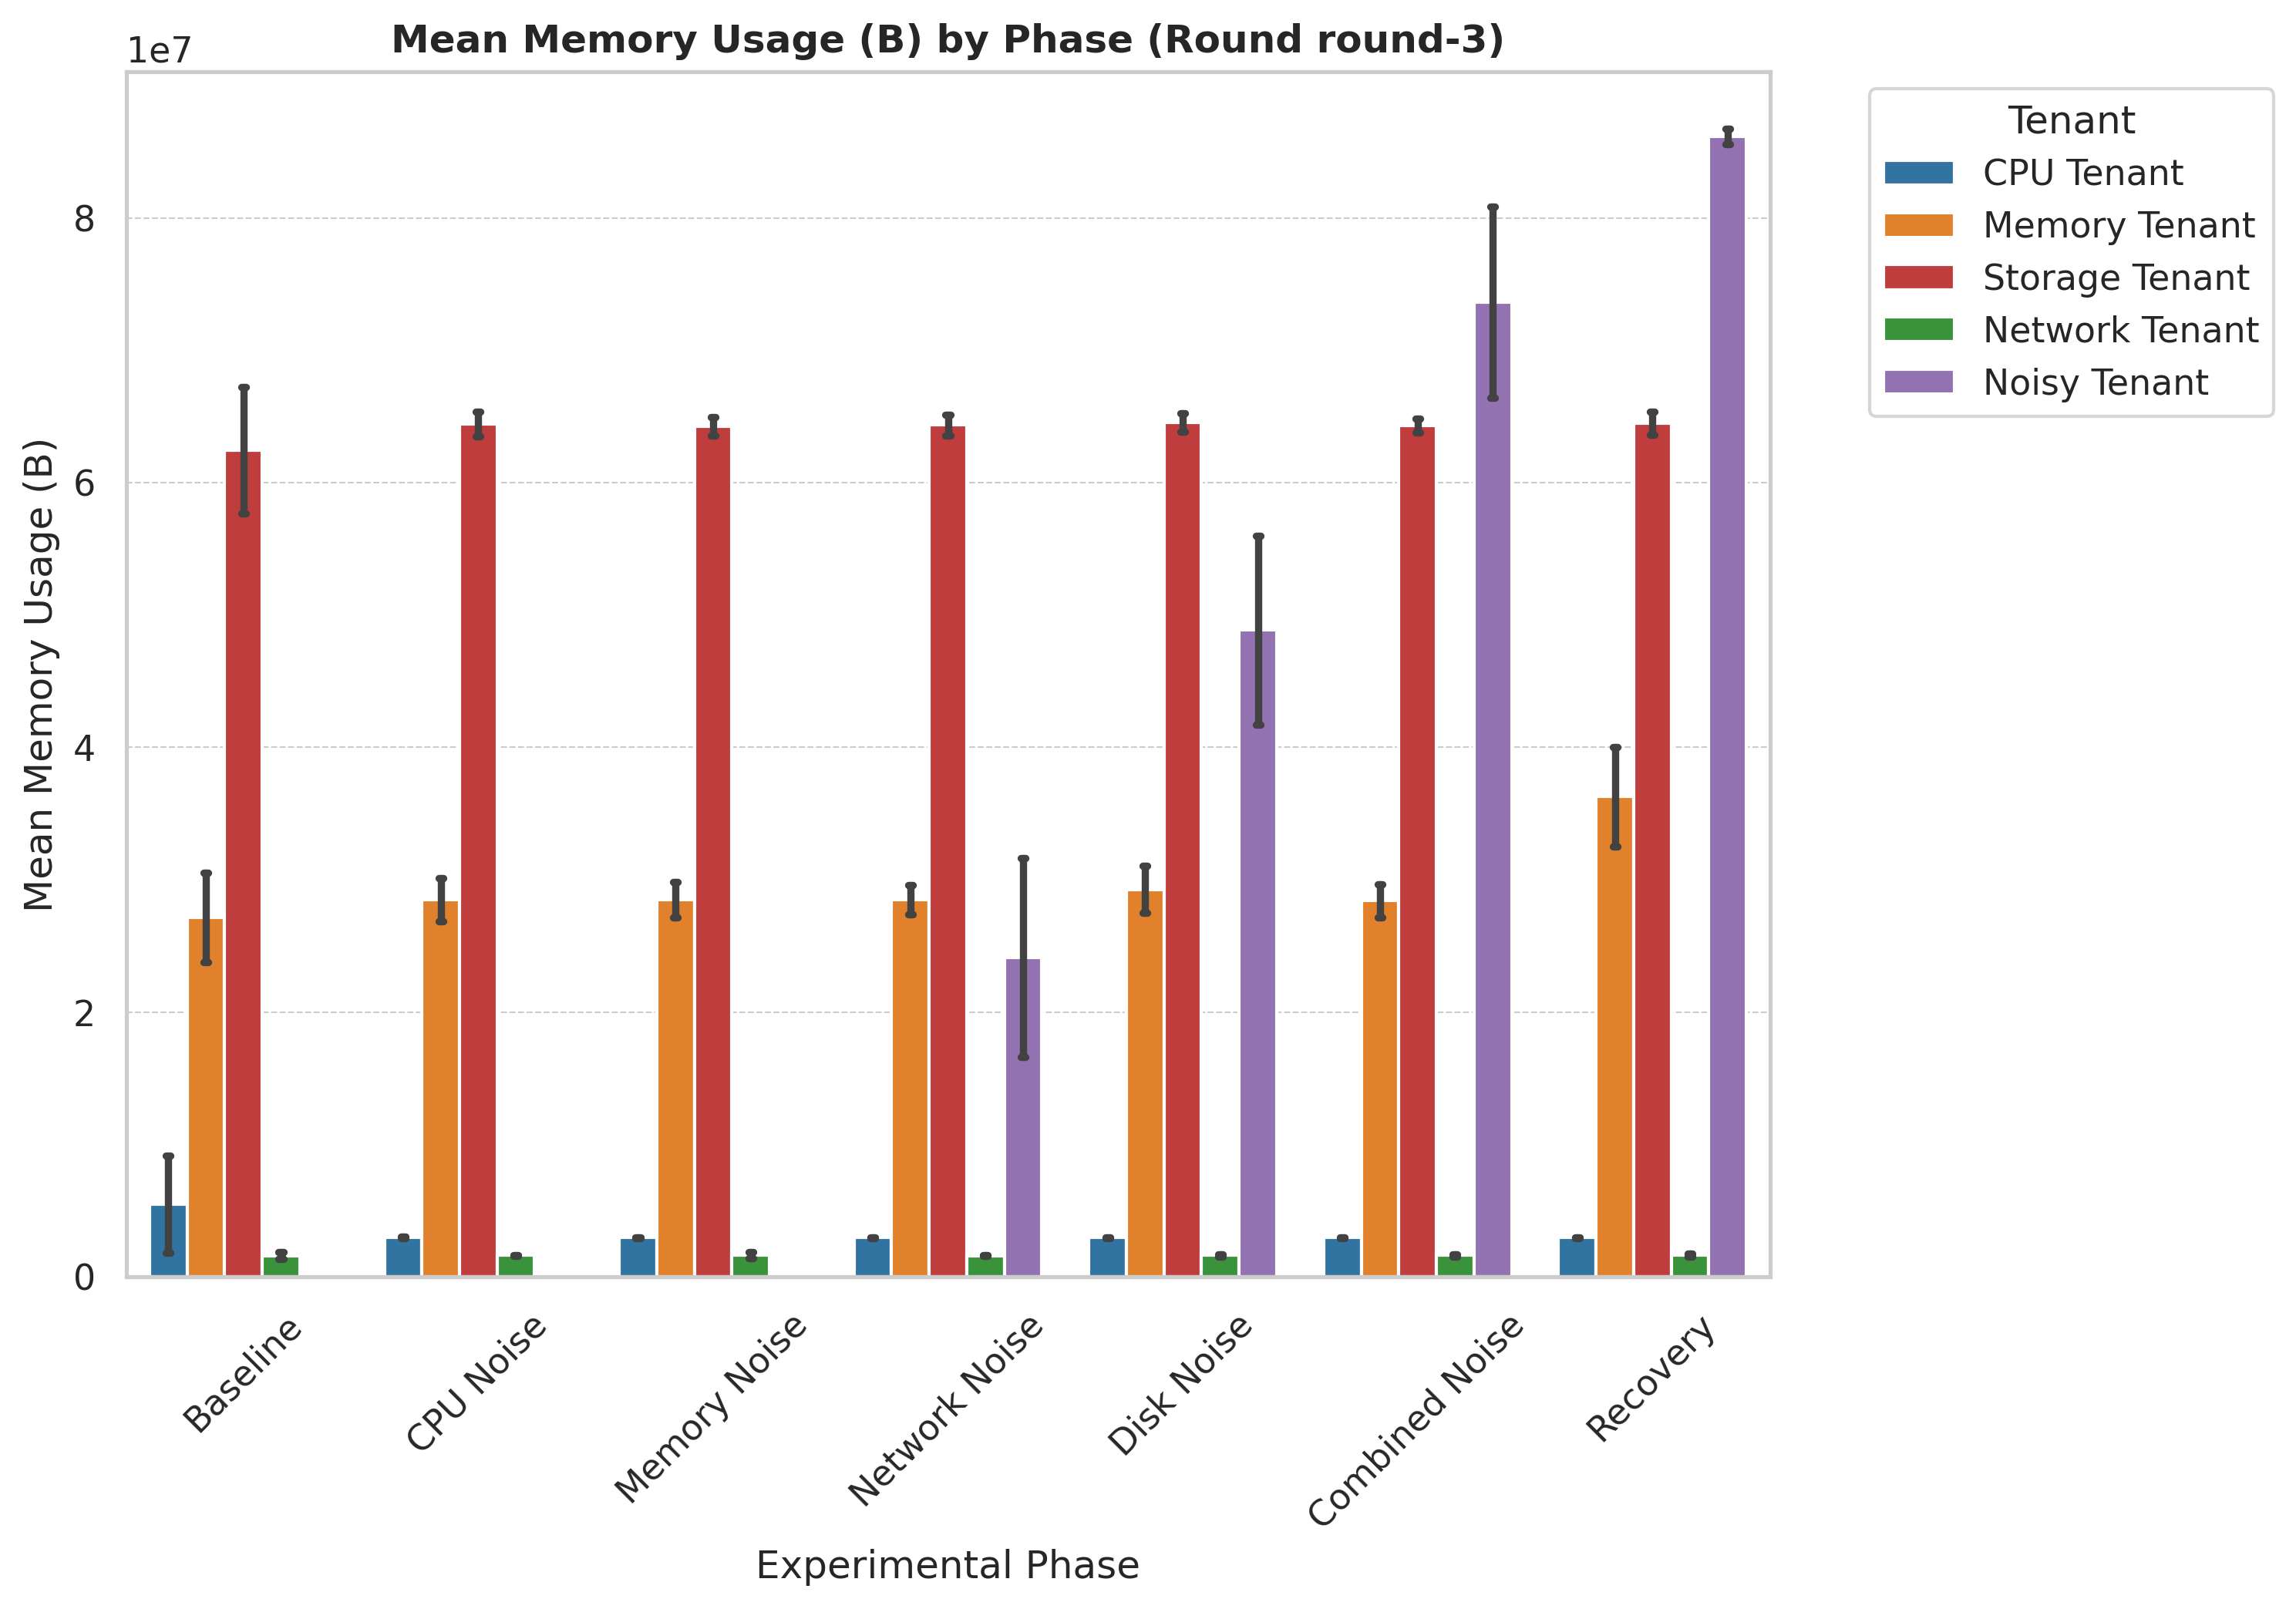 Mean Memory Usage (B) by Phase (Round round-3)
1e7
8
6
4
2
0
Mean Memory Usage (B)
Baseline
CPU Noise
Memory Noise
Network Noise
Disk Noise
Combined Noise
Recovery
Experimental Phase
Tenant
CPU Tenant
Memory Tenant
Storage Tenant
Network Tenant
Noisy Tenant